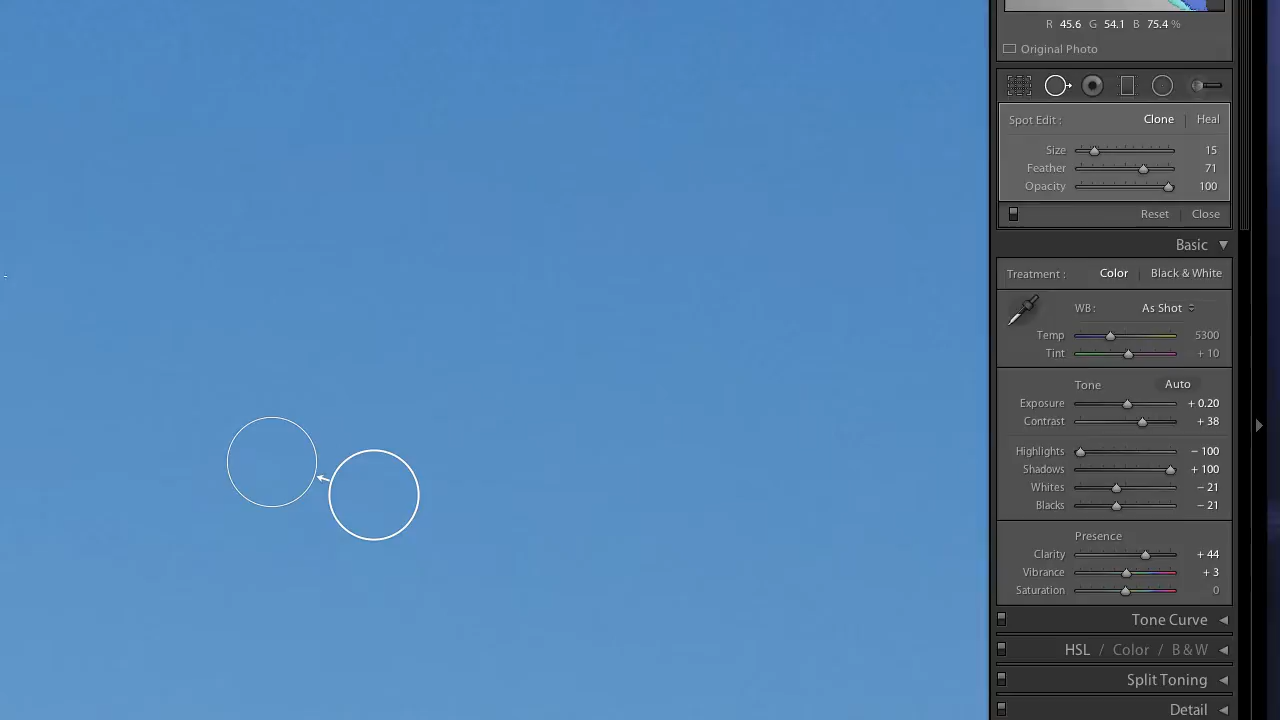 R 45.6 G 54.1 B 75.4 %
Original Photo
Spot Edit : Clone | Heal
Size 15
Feather 71
Opacity 100
Reset | Close
Basic
Treatment : Color | Black & White
WB: As Shot
Temp 5300
Tint + 10
Tone Auto
Exposure + 0.20
Contrast + 38
Highlights − 100
Shadows + 100
Whites − 21
Blacks − 21
Presence
Clarity + 44
Vibrance + 3
Saturation 0
Tone Curve
HSL / Color / B & W
Split Toning
Detail